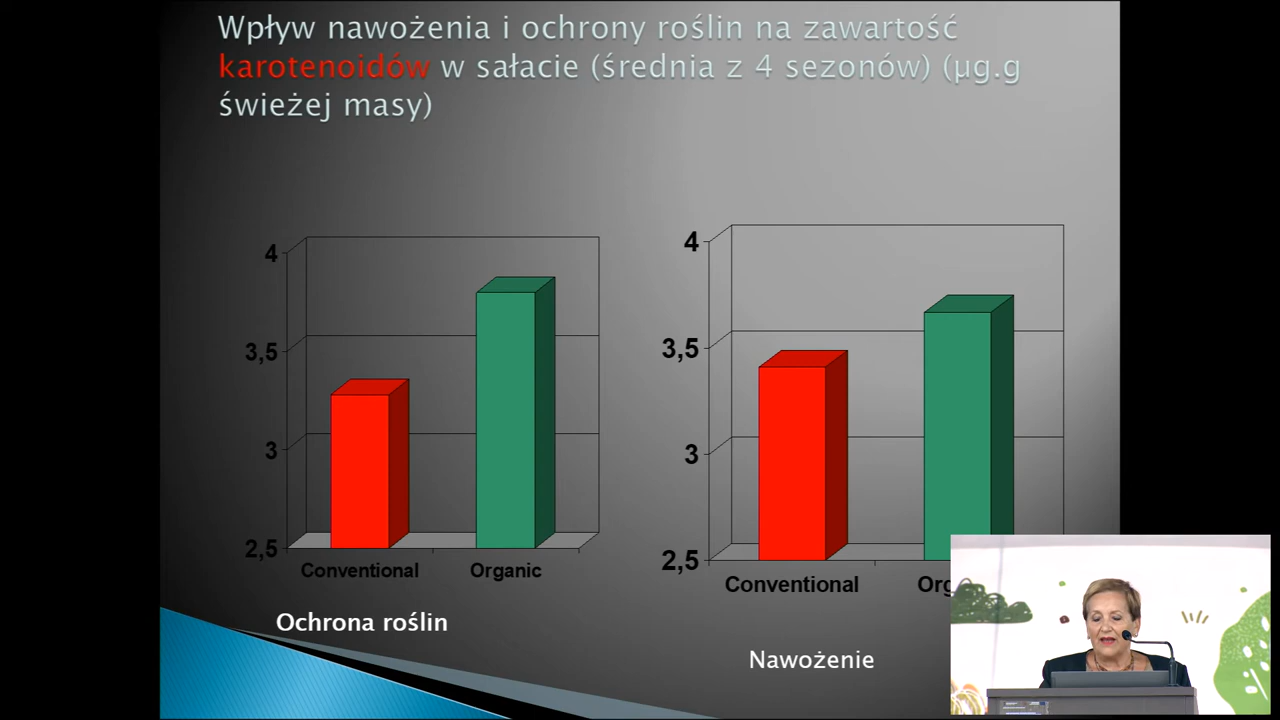 Wpływ nawożenia i ochrony roślin na zawartość
karotenoidów w sałacie (średnia z 4 sezonów) (µg.g
świeżej masy)
4
3,5
3
2,5
Conventional
Organic
Ochrona roślin
4
3,5
3
2,5
Conventional
Org
Nawożenie